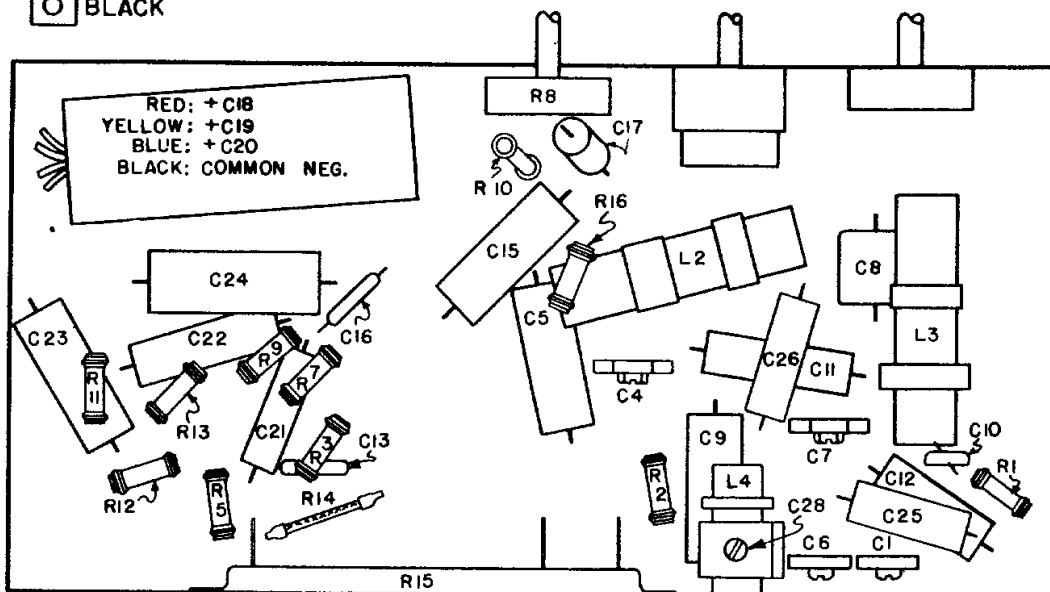 BLACK
R8
RED: +C18
YELLOW: +C19
BLUE: +C20
BLACK: COMMON NEG.
C17
R10
R16
C15
L2
C8
C24
C16
C5
L3
C23
C22
R9
C26
C11
R11
R7
C4
R13
C21
R3
C13
C9
C7
C10
R12
R5
R14
R2
L4
C28
C12
C25
R1
C6
C1
R15